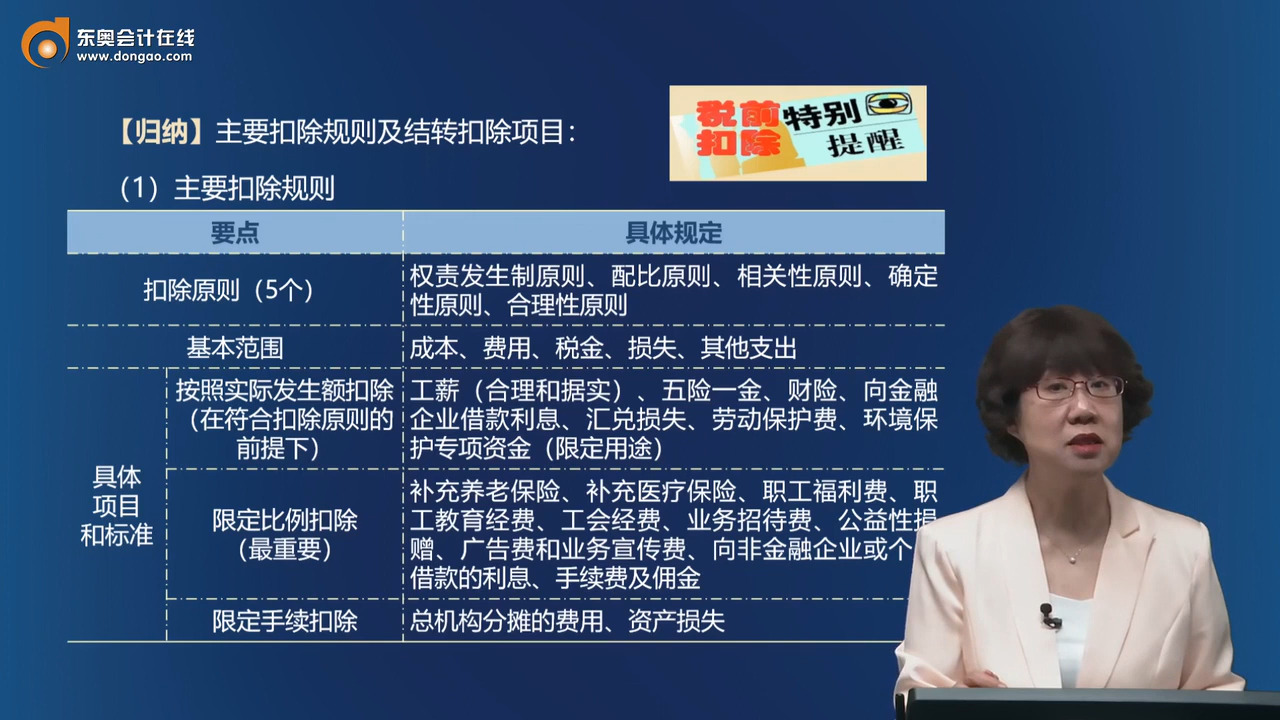 东奥会计在线
www.dongao.com
税前
扣除
特别
提醒
【归纳】主要扣除规则及结转扣除项目：
（1）主要扣除规则
要点
具体规定
扣除原则（5个）
权责发生制原则、配比原则、相关性原则、确定
性原则、合理性原则
基本范围
成本、费用、税金、损失、其他支出
具体
项目
和标准
按照实际发生额扣除
（在符合扣除原则的
前提下）
工薪（合理和据实）、五险一金、财险、向金融
企业借款利息、汇兑损失、劳动保护费、环境保
护专项资金（限定用途）
限定比例扣除
（最重要）
补充养老保险、补充医疗保险、职工福利费、职
工教育经费、工会经费、业务招待费、公益性捐
赠、广告费和业务宣传费、向非金融企业或个
借款的利息、手续费及佣金
限定手续扣除
总机构分摊的费用、资产损失